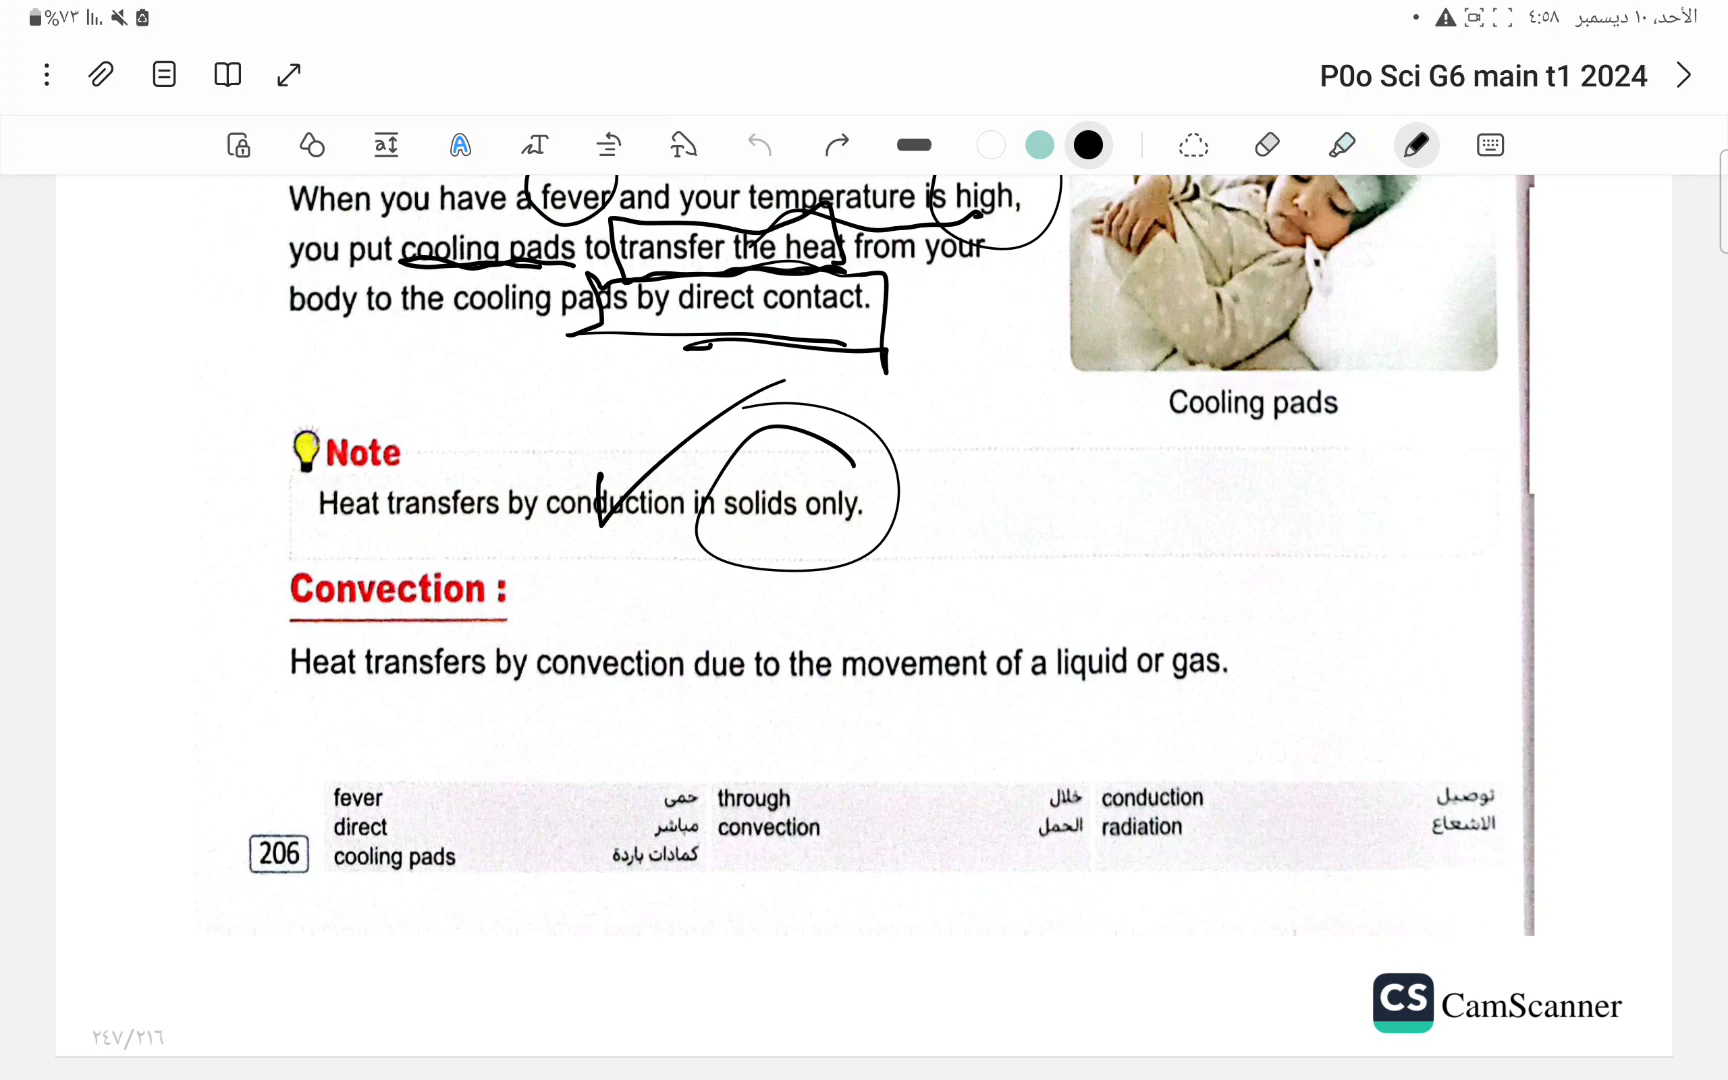 %٧٣
الأحد، ١٠ ديسمبر ٤:٥٨
P0o Sci G6 main t1 2024
When you have a fever and your temperature is high,
you put cooling pads to transfer the heat from your
body to the cooling pads by direct contact.
Cooling pads
Note
Heat transfers by conduction in solids only.
Convection :
Heat transfers by convection due to the movement of a liquid or gas.
fever حمى through خلال conduction توصيل
direct مباشر convection الحمل radiation الاشعاع
cooling pads كمادات باردة
206
CS CamScanner
٢٤٧/٢١٦